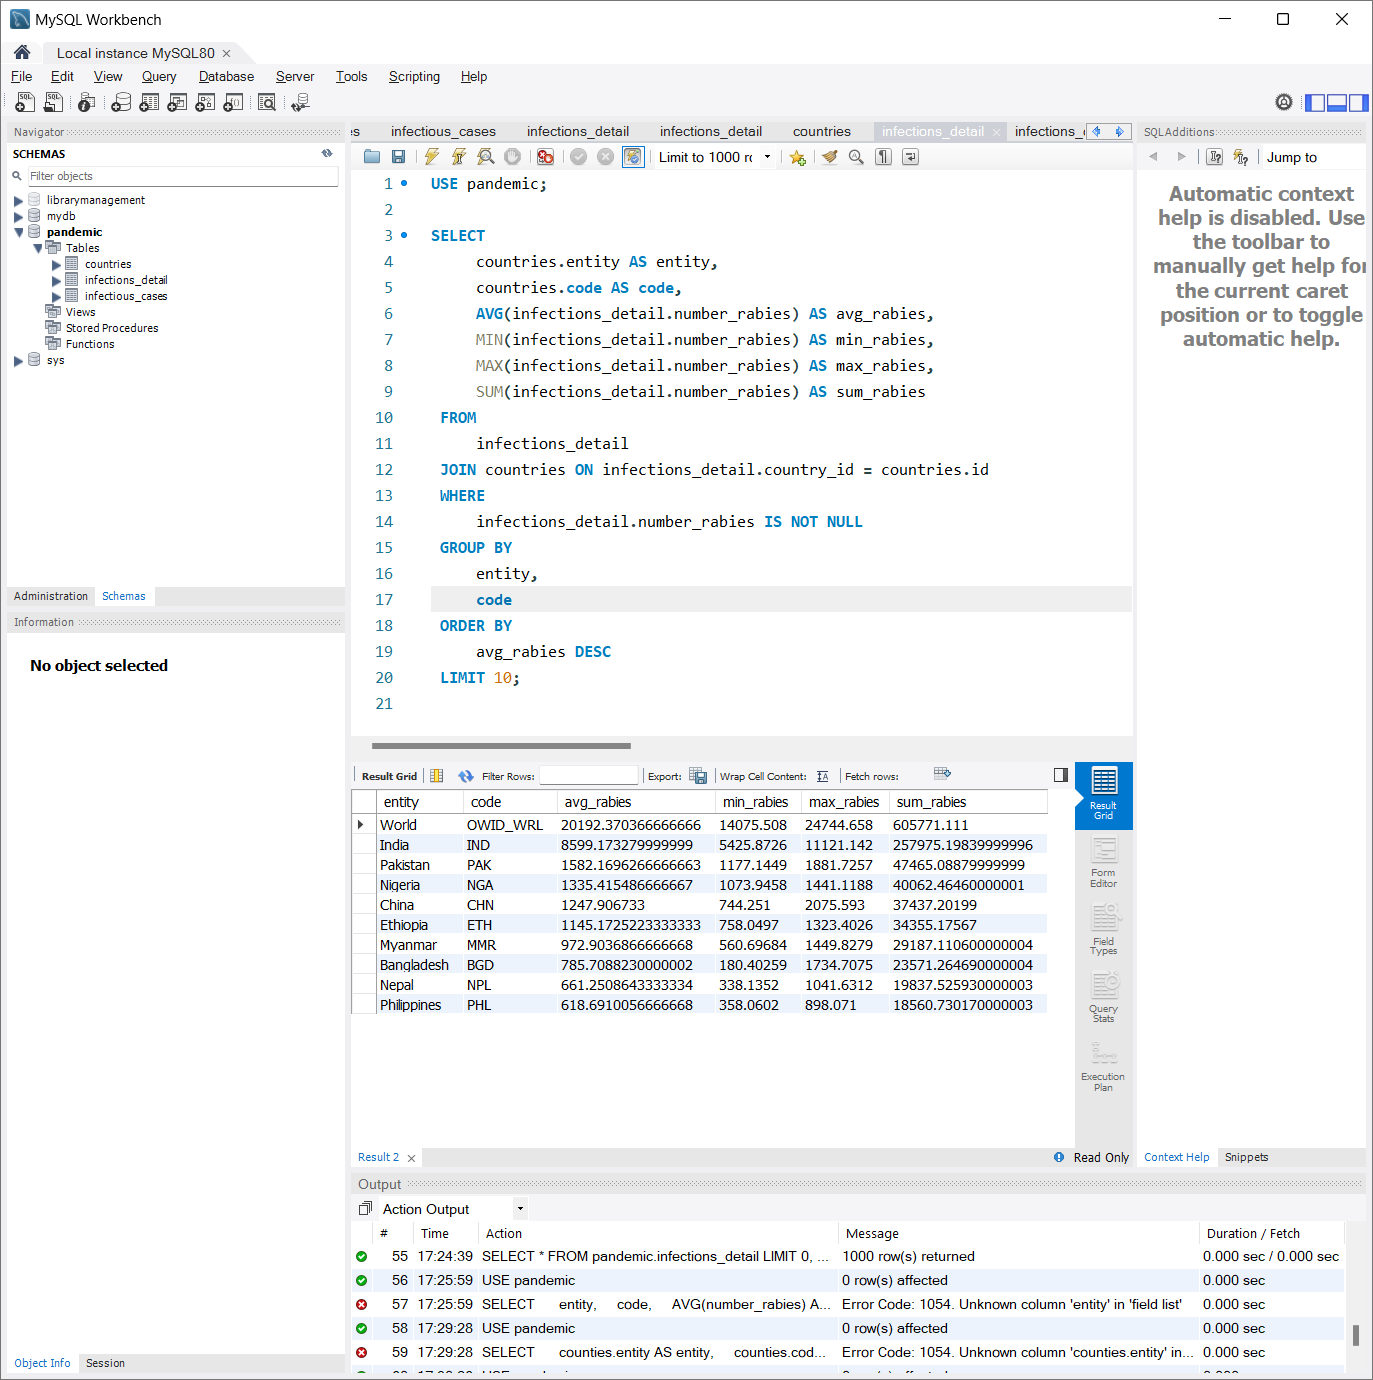 MySQL Workbench
Local instance MySQL80
File Edit View Query Database Server Tools Scripting Help
Navigator
SCHEMAS
Filter objects
librarymanagement
mydb
pandemic
Tables
countries
infections_detail
infectious_cases
Views
Stored Procedures
Functions
sys
Administration Schemas
Information
No object selected
Object Info Session
es infectious_cases infections_detail infections_detail countries infections_detail infections_
Limit to 1000 rc
1 USE pandemic;
2
3 SELECT
4 countries.entity AS entity,
5 countries.code AS code,
6 AVG(infections_detail.number_rabies) AS avg_rabies,
7 MIN(infections_detail.number_rabies) AS min_rabies,
8 MAX(infections_detail.number_rabies) AS max_rabies,
9 SUM(infections_detail.number_rabies) AS sum_rabies
10 FROM
11 infections_detail
12 JOIN countries ON infections_detail.country_id = countries.id
13 WHERE
14 infections_detail.number_rabies IS NOT NULL
15 GROUP BY
16 entity,
17 code
18 ORDER BY
19 avg_rabies DESC
20 LIMIT 10;
21
Result Grid Filter Rows: Export: Wrap Cell Content: Fetch rows:
entity code avg_rabies min_rabies max_rabies sum_rabies
World OWID_WRL 20192.370366666666 14075.508 24744.658 605771.111
India IND 8599.173279999999 5425.8726 11121.142 257975.19839999996
Pakistan PAK 1582.1696266666663 1177.1449 1881.7257 47465.08879999999
Nigeria NGA 1335.415486666667 1073.9458 1441.1188 40062.46460000001
China CHN 1247.906733 744.251 2075.593 37437.20199
Ethiopia ETH 1145.1725223333333 758.0497 1323.4026 34355.17567
Myanmar MMR 972.9036866666668 560.69684 1449.8279 29187.110600000004
Bangladesh BGD 785.7088230000002 180.40259 1734.7075 23571.264690000004
Nepal NPL 661.2508643333334 338.1352 1041.6312 19837.525930000003
Philippines PHL 618.6910056666668 358.0602 898.071 18560.730170000003
Result Grid
Form Editor
Field Types
Query Stats
Execution Plan
Result 2 Read Only
SQLAdditions
Jump to
Automatic context
help is disabled. Use
the toolbar to
manually get help for
the current caret
position or to toggle
automatic help.
Context Help Snippets
Output
Action Output
# Time Action Message Duration / Fetch
55 17:24:39 SELECT * FROM pandemic.infections_detail LIMIT 0, ... 1000 row(s) returned 0.000 sec / 0.000 sec
56 17:25:59 USE pandemic 0 row(s) affected 0.000 sec
57 17:25:59 SELECT entity, code, AVG(number_rabies) A... Error Code: 1054. Unknown column 'entity' in 'field list' 0.000 sec
58 17:29:28 USE pandemic 0 row(s) affected 0.000 sec
59 17:29:28 SELECT counties.entity AS entity, counties.cod... Error Code: 1054. Unknown column 'counties.entity' in... 0.000 sec